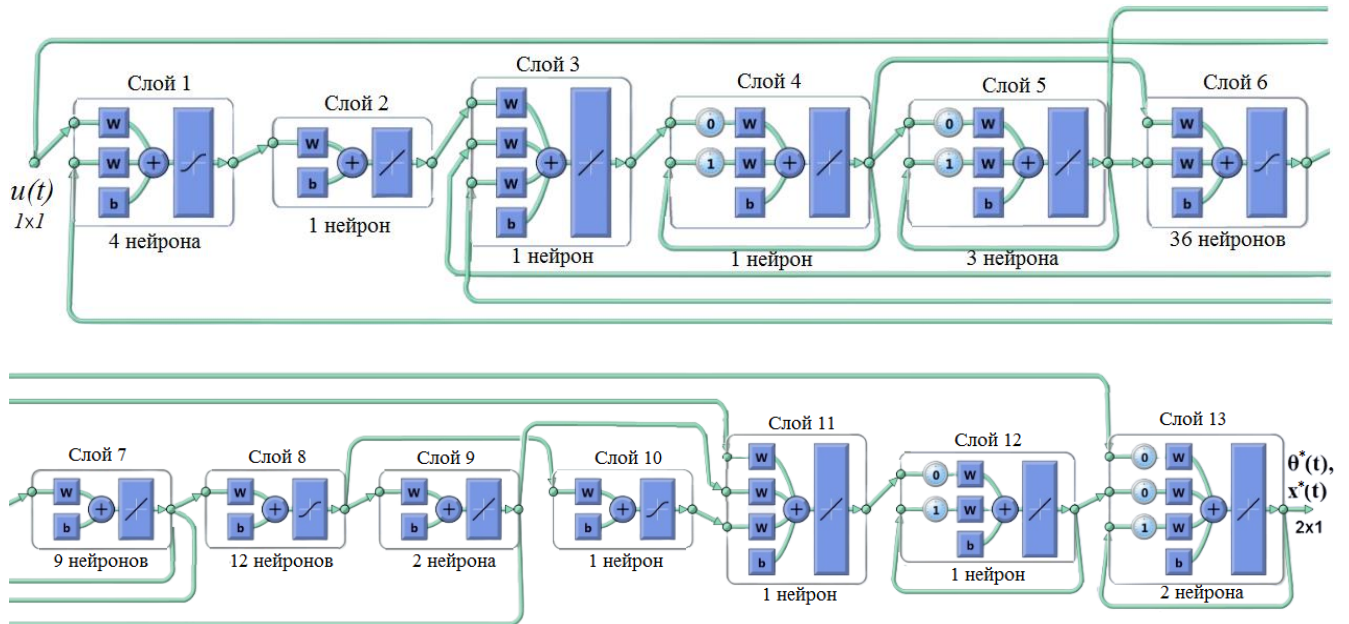 Слой 1
W
W
b
4 нейрона
u(t)
1x1
Слой 2
W
b
1 нейрон
Слой 3
W
W
W
b
1 нейрон
Слой 4
0
W
1
W
b
1 нейрон
Слой 5
0
W
1
W
b
3 нейрона
Слой 6
W
W
b
36 нейронов
Слой 7
W
b
9 нейронов
Слой 8
W
b
12 нейронов
Слой 9
W
b
2 нейрона
Слой 10
W
b
1 нейрон
Слой 11
W
W
W
b
1 нейрон
Слой 12
0
W
1
W
b
1 нейрон
Слой 13
0
W
0
W
1
W
b
2 нейрона
θ*(t),
x*(t)
2x1